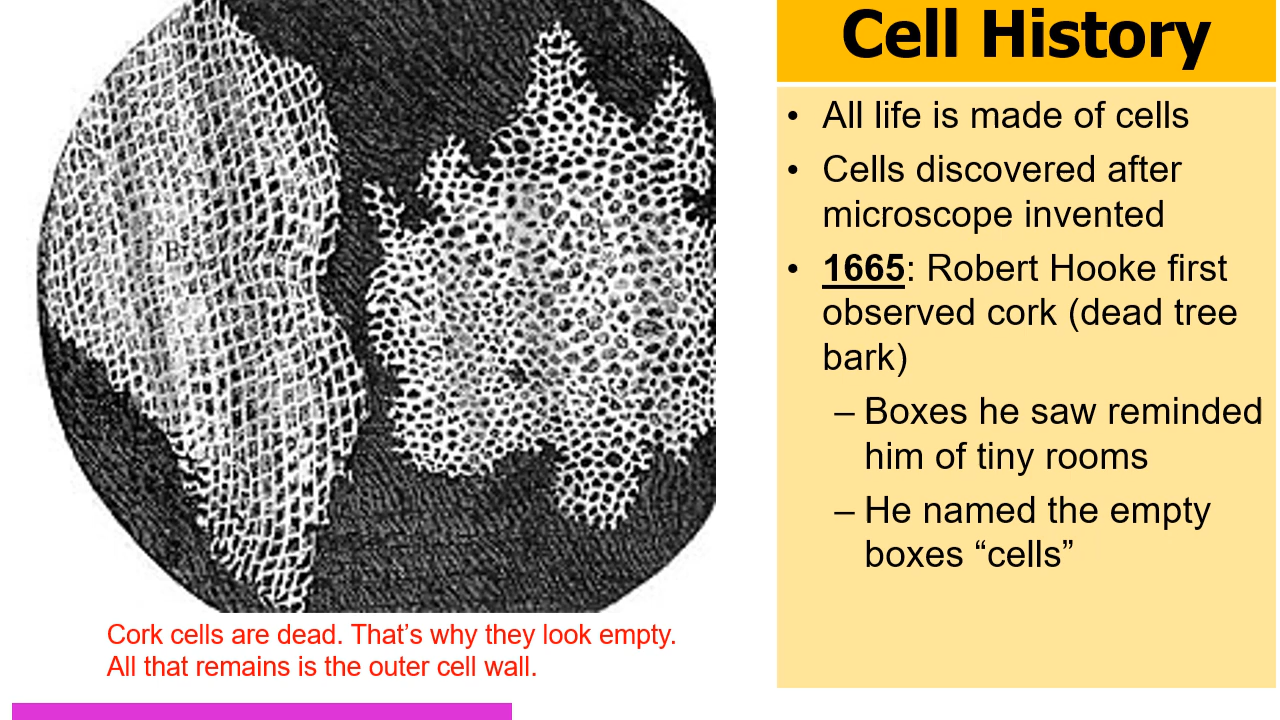 Cell History
• All life is made of cells
• Cells discovered after
microscope invented
• 1665: Robert Hooke first
observed cork (dead tree
bark)
– Boxes he saw reminded
him of tiny rooms
– He named the empty
boxes “cells”
Cork cells are dead. That’s why they look empty.
All that remains is the outer cell wall.